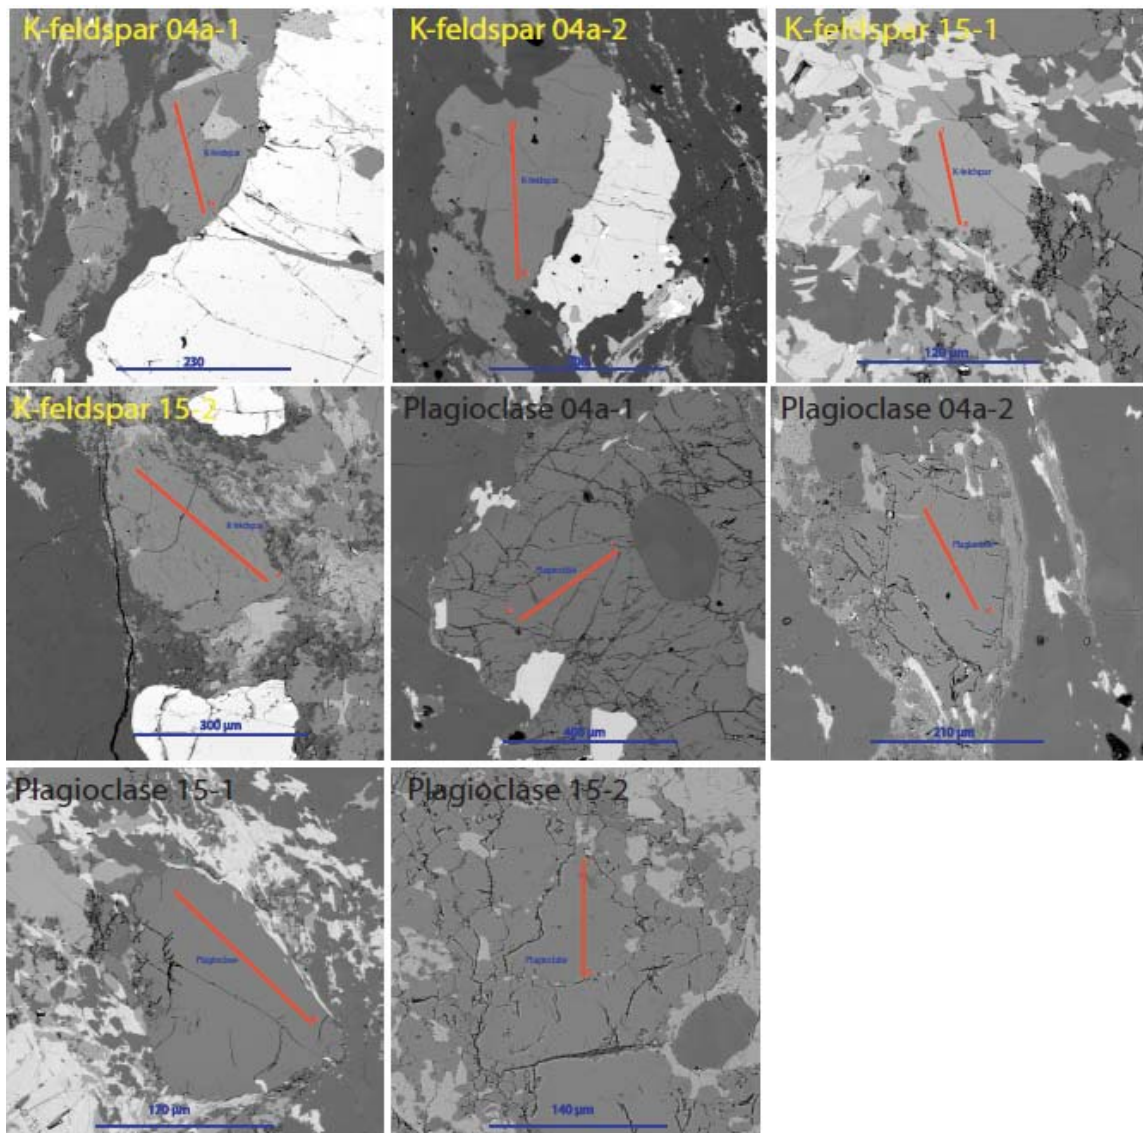 K-feldspar 04a-1
K-feldspar 04a-2
K-feldspar 15-1
K-feldspar
K-feldspar
K-feldspar
230
120 µm
K-feldspar 15-2
Plagioclase 04a-1
Plagioclase 04a-2
K-feldspar
Plagioclase
Plagioclase
300 µm
400 µm
210 µm
Plagioclase 15-1
Plagioclase 15-2
Plagioclase
Plagioclase
170 µm
140 µm